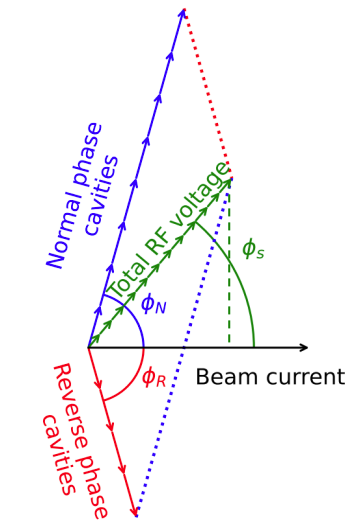 Normal phase
cavities
Total RF voltage
ϕN
ϕs
ϕR
Beam current
Reverse phase
cavities